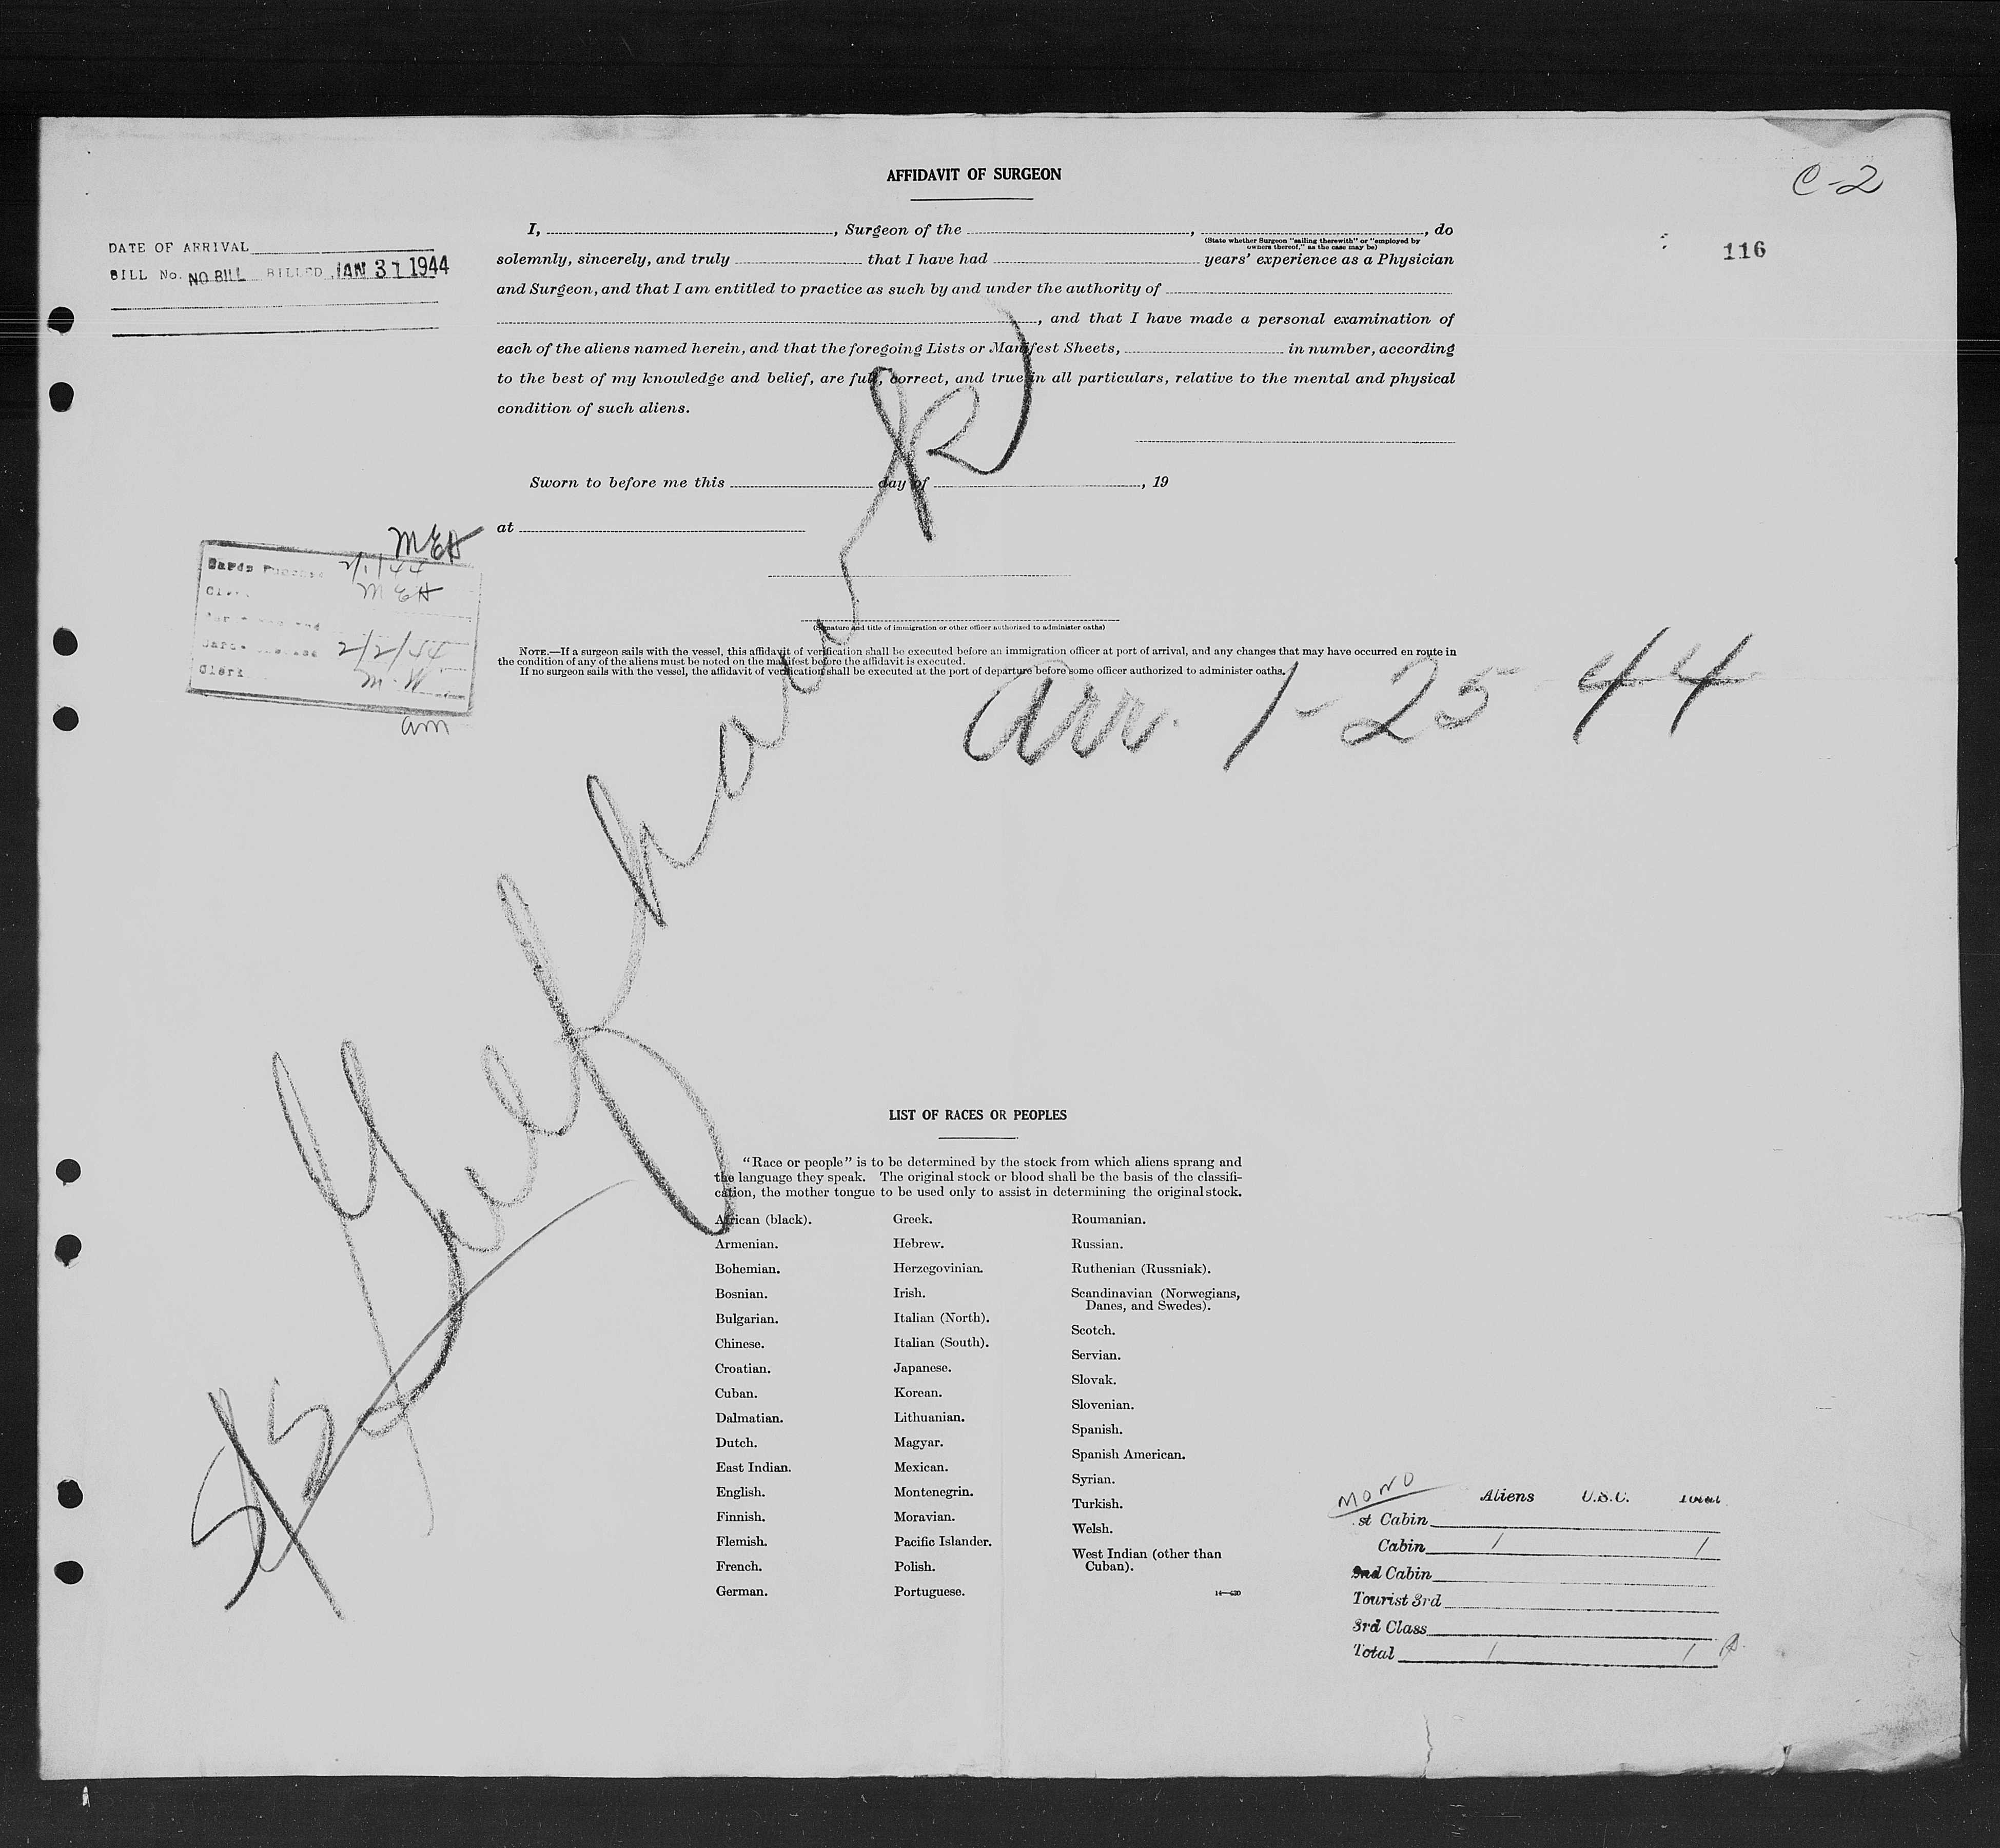 AFFIDAVIT OF SURGEON
C-2
116
DATE OF ARRIVAL
BILL No. NO BILL BILLED JAN 31 1944
I, , Surgeon of the , , do
(State whether Surgeon "sailing therewith" or "employed by
owners thereof," as the case may be)
solemnly, sincerely, and truly that I have had years' experience as a Physician
and Surgeon, and that I am entitled to practice as such by and under the authority of
, and that I have made a personal examination of
each of the aliens named herein, and that the foregoing Lists or Manifest Sheets, in number, according
to the best of my knowledge and belief, are full, correct, and true in all particulars, relative to the mental and physical
condition of such aliens.
Sworn to before me this day of , 19
at
(Signature and title of immigration or other officer authorized to administer oaths)
NOTE.—If a surgeon sails with the vessel, this affidavit of verification shall be executed before an immigration officer at port of arrival, and any changes that may have occurred en route in
the condition of any of the aliens must be noted on the manifest before the affidavit is executed.
If no surgeon sails with the vessel, the affidavit of verification shall be executed at the port of departure before some officer authorized to administer oaths.
MEH
Cards 2/1/44
MEH
Clerk M.W.
am
Arr. 1-25 44
SS
LIST OF RACES OR PEOPLES
"Race or people" is to be determined by the stock from which aliens sprang and
the language they speak. The original stock or blood shall be the basis of the classifi-
cation, the mother tongue to be used only to assist in determining the original stock.
African (black).
Armenian.
Bohemian.
Bosnian.
Bulgarian.
Chinese.
Croatian.
Cuban.
Dalmatian.
Dutch.
East Indian.
English.
Finnish.
Flemish.
French.
German.
Greek.
Hebrew.
Herzegovinian.
Irish.
Italian (North).
Italian (South).
Japanese.
Korean.
Lithuanian.
Magyar.
Mexican.
Montenegrin.
Moravian.
Pacific Islander.
Polish.
Portuguese.
Roumanian.
Russian.
Ruthenian (Russniak).
Scandinavian (Norwegians,
Danes, and Swedes).
Scotch.
Servian.
Slovak.
Slovenian.
Spanish.
Spanish American.
Syrian.
Turkish.
Welsh.
West Indian (other than
Cuban).
MONO
Aliens U.S.C. Total
st Cabin
Cabin 1 1
2nd Cabin
Tourist 3rd
3rd Class
Total 1 1